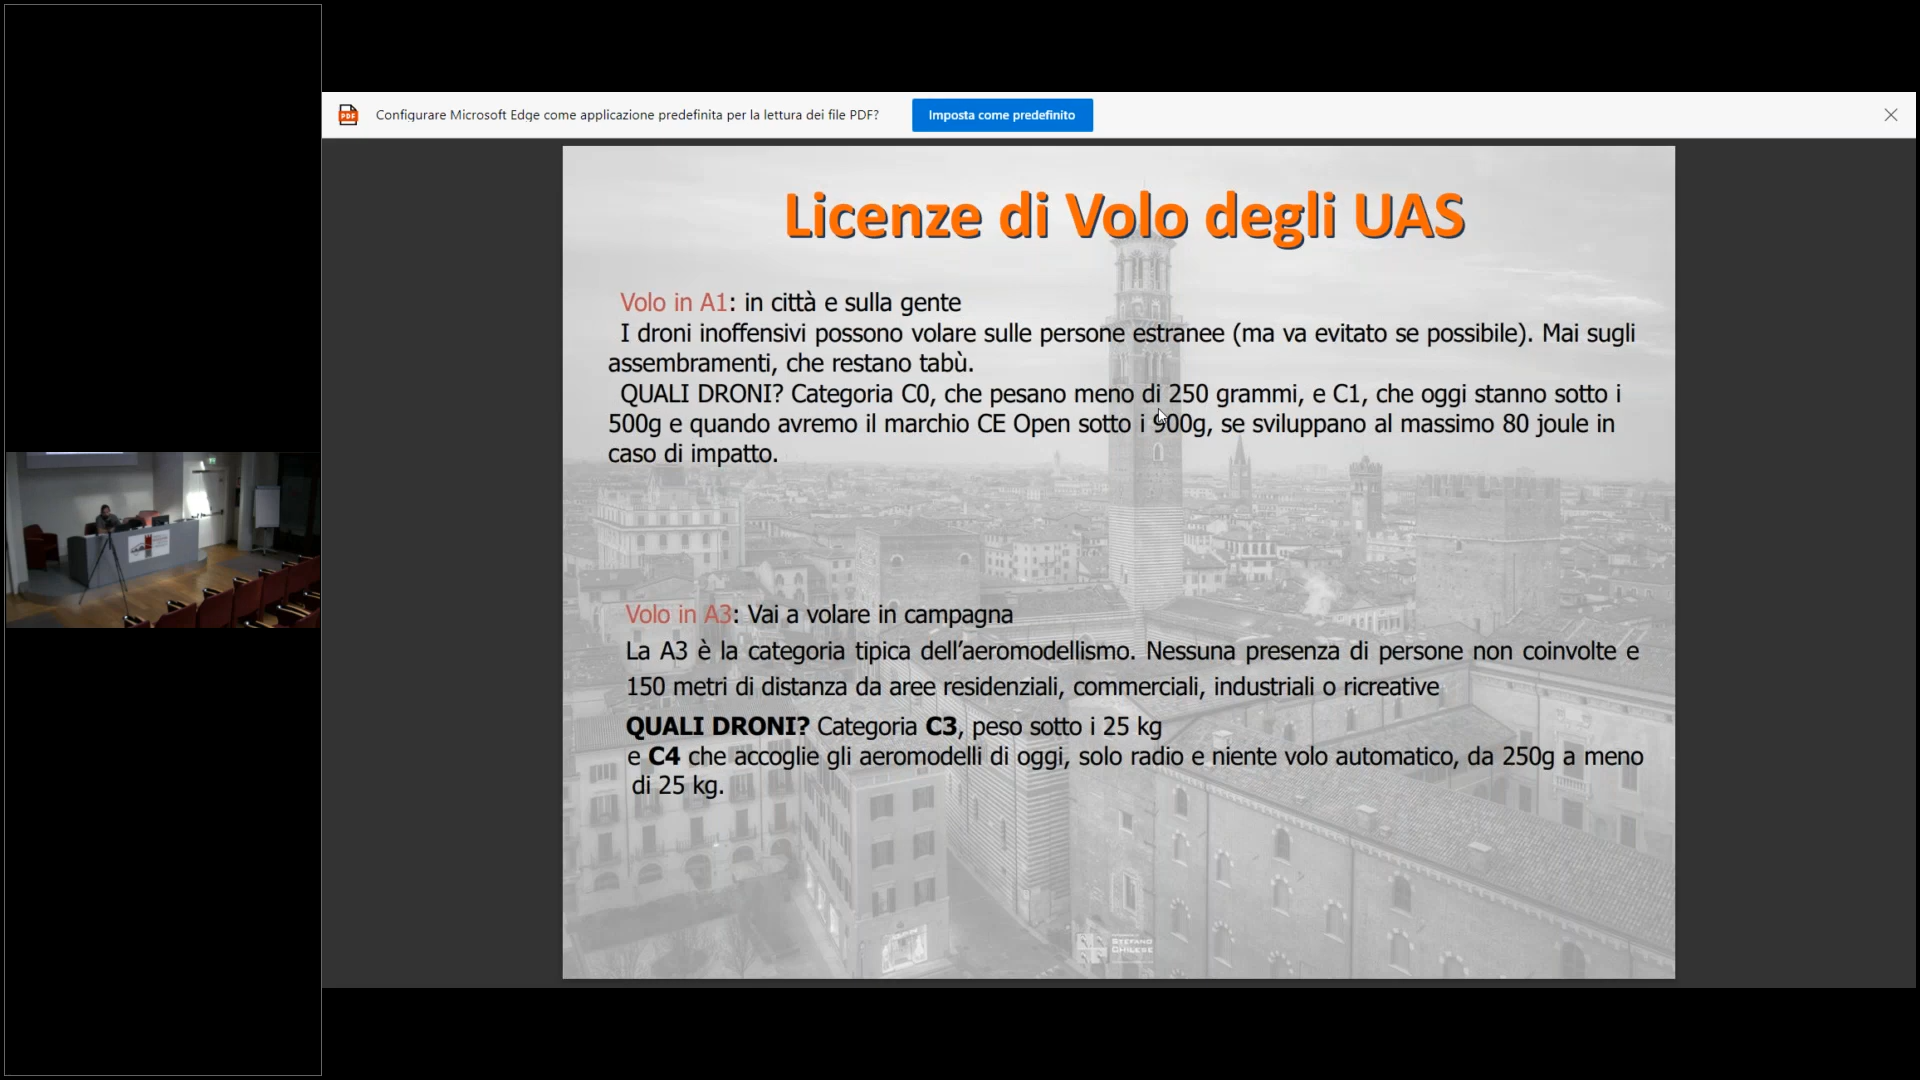 Configurare Microsoft Edge come applicazione predefinita per la lettura dei file PDF?
Imposta come predefinito
PDF
Licenze di Volo degli UAS
Volo in A1: in città e sulla gente
I droni inoffensivi possono volare sulle persone estranee (ma va evitato se possibile). Mai sugli
assembramenti, che restano tabù.
QUALI DRONI? Categoria C0, che pesano meno di 250 grammi, e C1, che oggi stanno sotto i
500g e quando avremo il marchio CE Open sotto i 900g, se sviluppano al massimo 80 joule in
caso di impatto.
Volo in A3: Vai a volare in campagna
La A3 è la categoria tipica dell'aeromodellismo. Nessuna presenza di persone non coinvolte e
150 metri di distanza da aree residenziali, commerciali, industriali o ricreative
QUALI DRONI? Categoria C3, peso sotto i 25 kg
e C4 che accoglie gli aeromodelli di oggi, solo radio e niente volo automatico, da 250g a meno
di 25 kg.
STEFANO
CHILESE